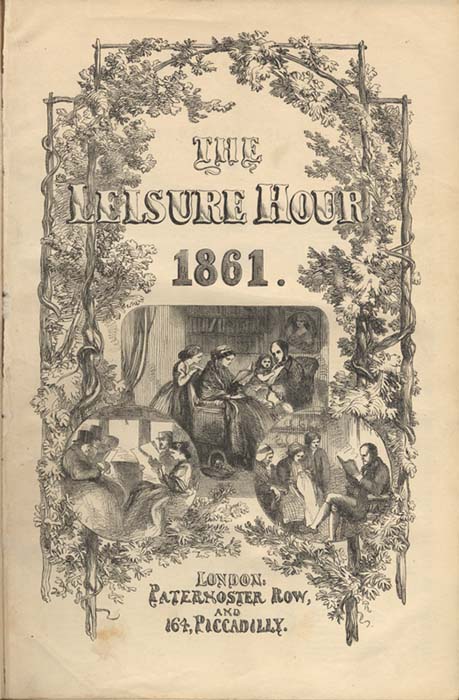 THE
LEISURE HOUR.
1861.
LONDON:
PATERNOSTER ROW,
AND
164, PICCADILLY.